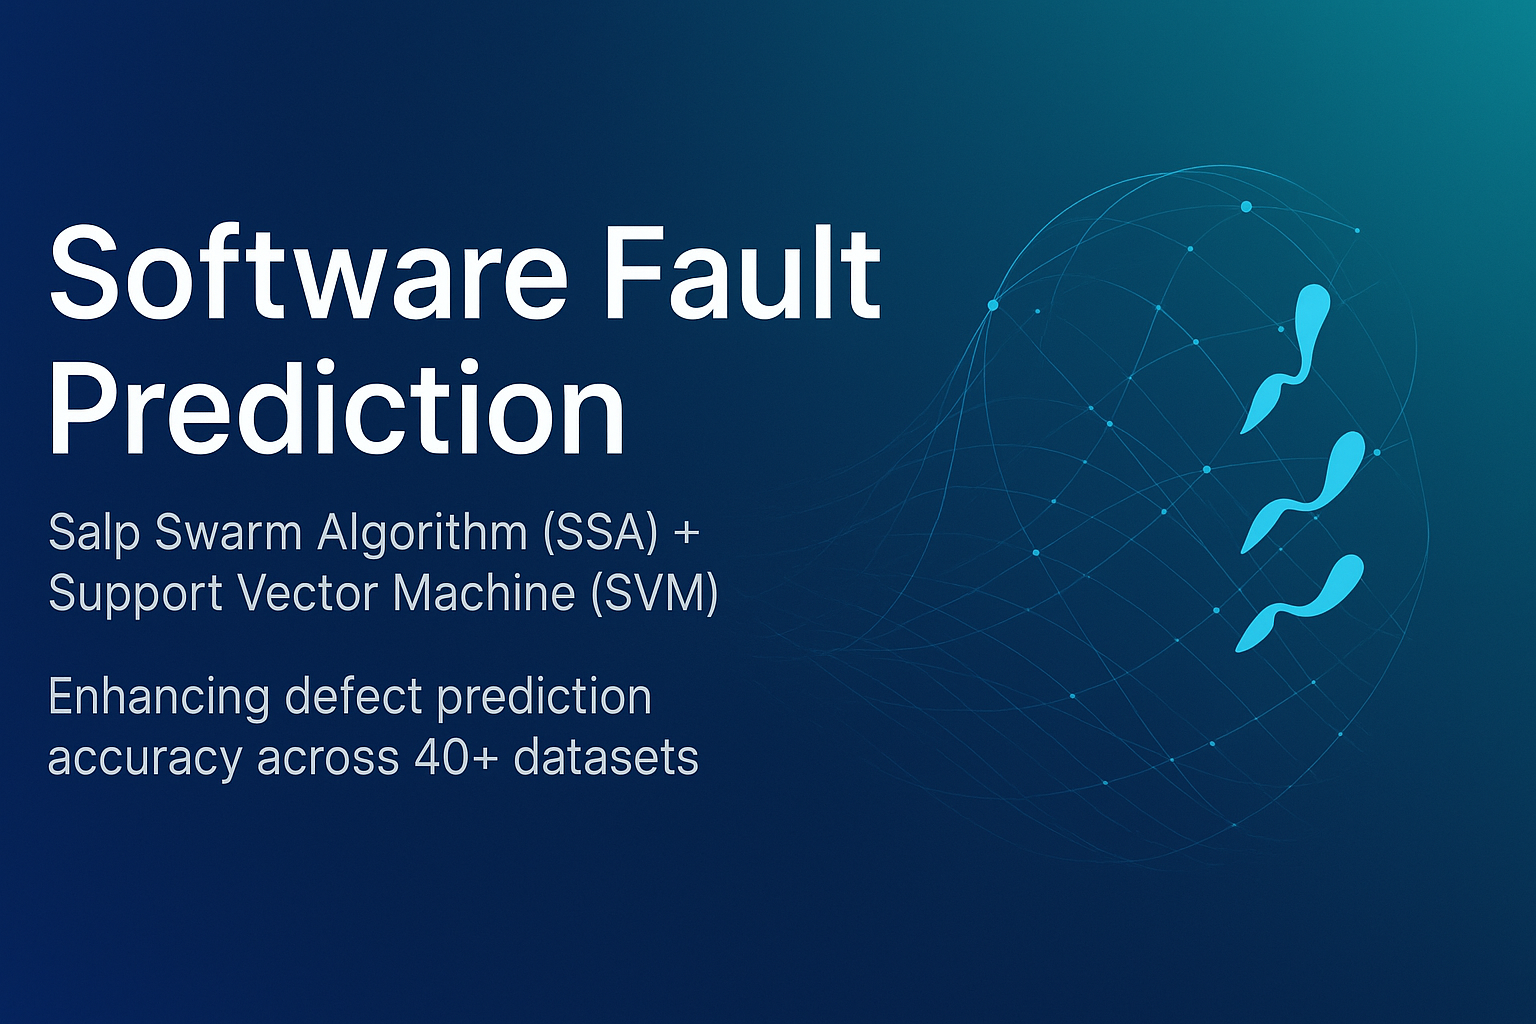 Software Fault
Prediction
Salp Swarm Algorithm (SSA) +
Support Vector Machine (SVM)
Enhancing defect prediction
accuracy across 40+ datasets